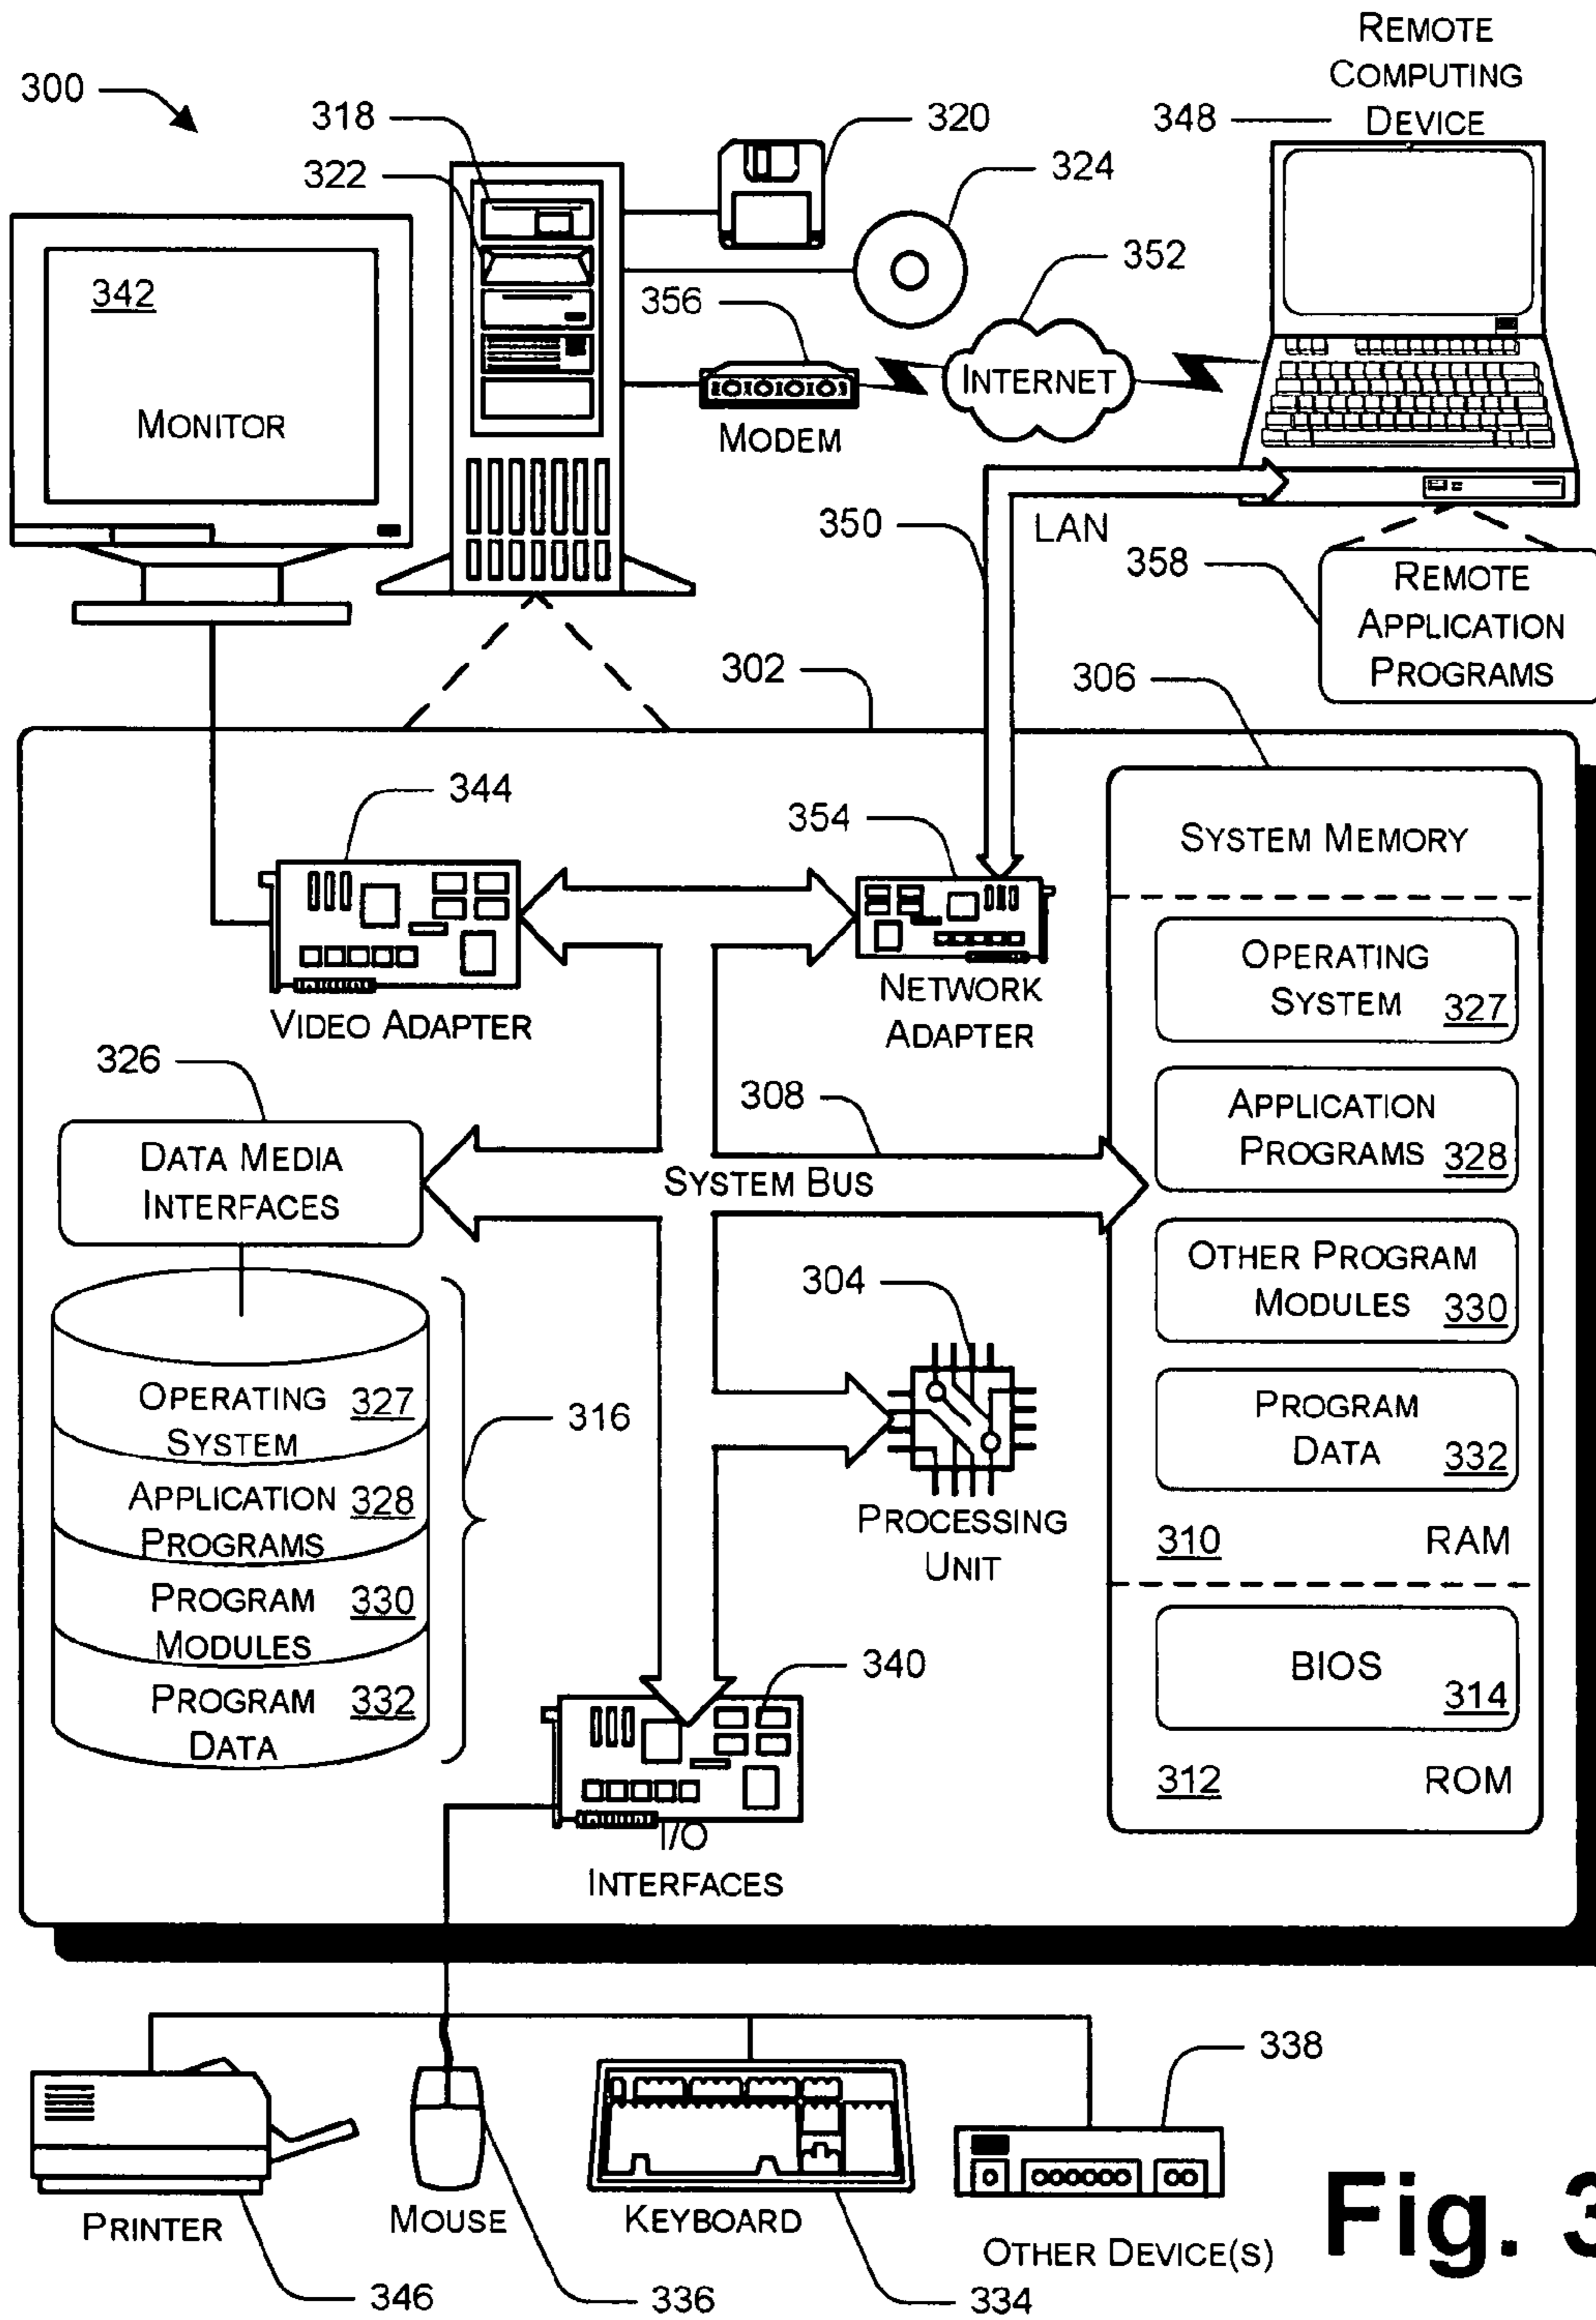 REMOTE
COMPUTING
DEVICE
300
318
320
348
322
324
342
356
352
MONITOR
INTERNET
MODEM
350
LAN
358
REMOTE
APPLICATION
PROGRAMS
302
306
344
354
SYSTEM MEMORY
OPERATING
SYSTEM 327
VIDEO ADAPTER
NETWORK
ADAPTER
326
308
APPLICATION
PROGRAMS 328
DATA MEDIA
INTERFACES
SYSTEM BUS
OTHER PROGRAM
MODULES 330
304
PROGRAM
DATA 332
OPERATING 327
SYSTEM
316
APPLICATION 328
PROGRAMS
PROCESSING
UNIT
310 RAM
PROGRAM 330
MODULES
340
BIOS
314
PROGRAM 332
DATA
312 ROM
I/O
INTERFACES
338
PRINTER
MOUSE
KEYBOARD
OTHER DEVICE(S)
346
336
334
Fig. 3